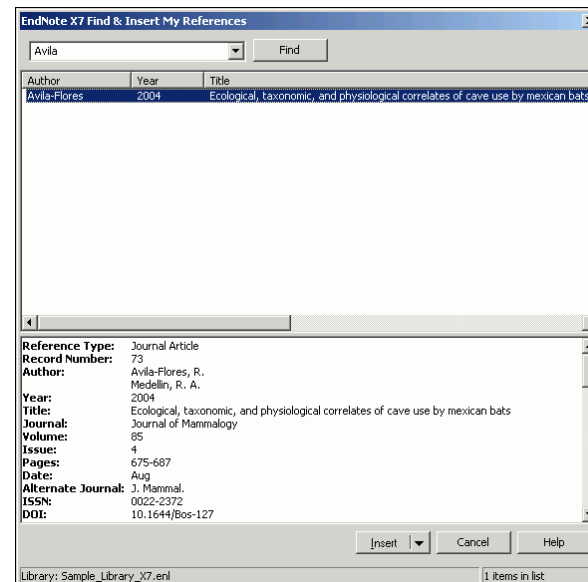 EndNote X7 Find & Insert My References
Avila
Find
Author Year Title
Avila-Flores 2004 Ecological, taxonomic, and physiological correlates of cave use by mexican bats
Reference Type: Journal Article
Record Number: 73
Author: Avila-Flores, R.
Medellin, R. A.
Year: 2004
Title: Ecological, taxonomic, and physiological correlates of cave use by mexican bats
Journal: Journal of Mammalogy
Volume: 85
Issue: 4
Pages: 675-687
Date: Aug
Alternate Journal: J. Mammal.
ISSN: 0022-2372
DOI: 10.1644/Bos-127
Insert Cancel Help
Library: Sample_Library_X7.enl 1 items in list